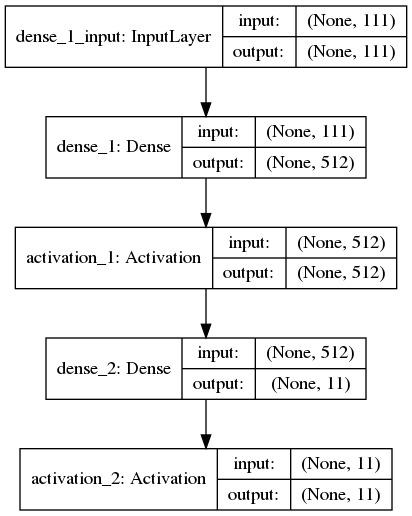 dense_1_input: InputLayer
input: (None, 111)
output: (None, 111)
dense_1: Dense
input: (None, 111)
output: (None, 512)
activation_1: Activation
input: (None, 512)
output: (None, 512)
dense_2: Dense
input: (None, 512)
output: (None, 11)
activation_2: Activation
input: (None, 11)
output: (None, 11)